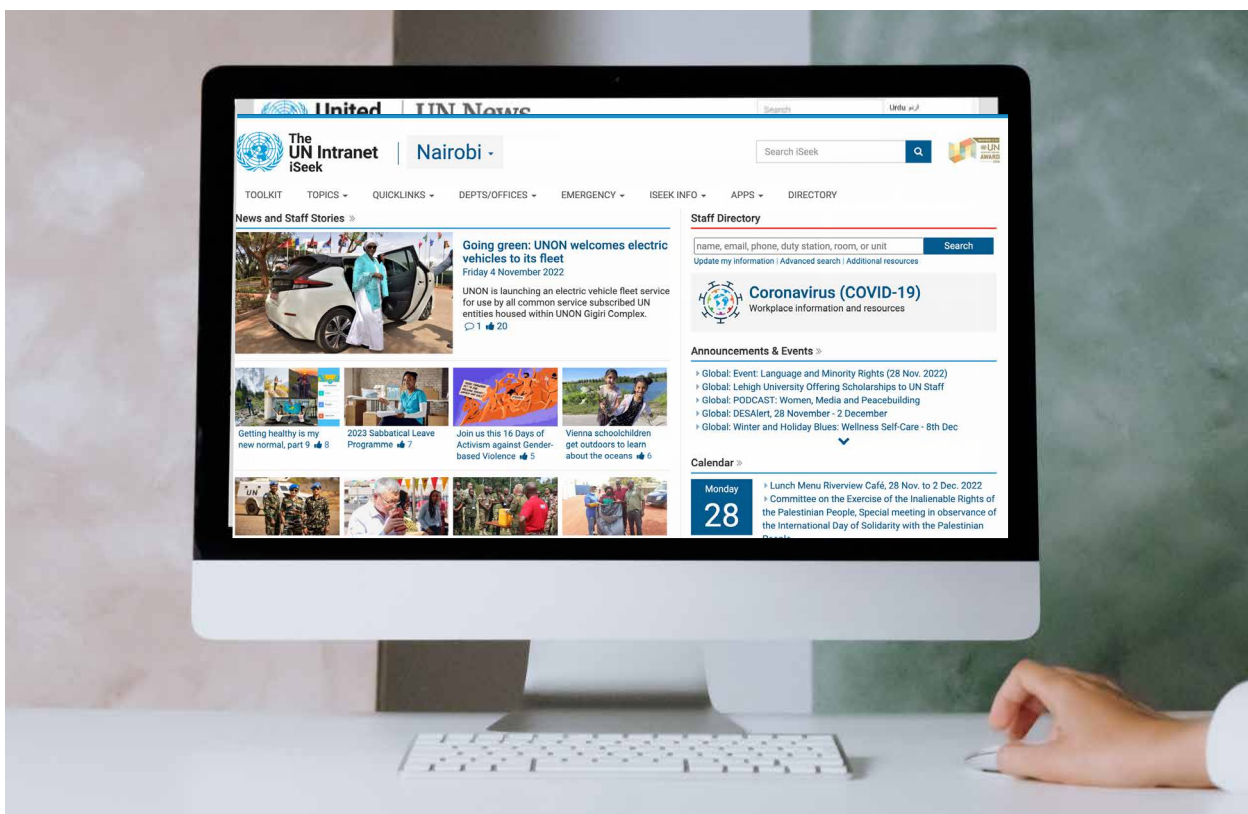 United UN News
Search
Urdu اردو
The
UN Intranet
iSeek
Nairobi
Search iSeek
UN
AWARD
TOOLKIT TOPICS QUICKLINKS DEPTS/OFFICES EMERGENCY ISEEK INFO APPS DIRECTORY
News and Staff Stories »
Going green: UNON welcomes electric
vehicles to its fleet
Friday 4 November 2022
UNON is launching an electric vehicle fleet service
for use by all common service subscribed UN
entities housed within UNON Gigiri Complex.
1 20
Getting healthy is my
new normal, part 9 8
2023 Sabbatical Leave
Programme 7
Join us this 16 Days of
Activism against Gender-
based Violence 5
Vienna schoolchildren
get outdoors to learn
about the oceans 6
UN
Staff Directory
name, email, phone, duty station, room, or unit Search
Update my information | Advanced search | Additional resources
Coronavirus (COVID-19)
Workplace information and resources
Announcements & Events »
Global: Event: Language and Minority Rights (28 Nov. 2022)
Global: Lehigh University Offering Scholarships to UN Staff
Global: PODCAST: Women, Media and Peacebuilding
Global: DESAlert, 28 November - 2 December
Global: Winter and Holiday Blues: Wellness Self-Care - 8th Dec
Calendar »
Monday
28
Lunch Menu Riverview Café, 28 Nov. to 2 Dec. 2022
Committee on the Exercise of the Inalienable Rights of
the Palestinian People, Special meeting in observance of
the International Day of Solidarity with the Palestinian
People